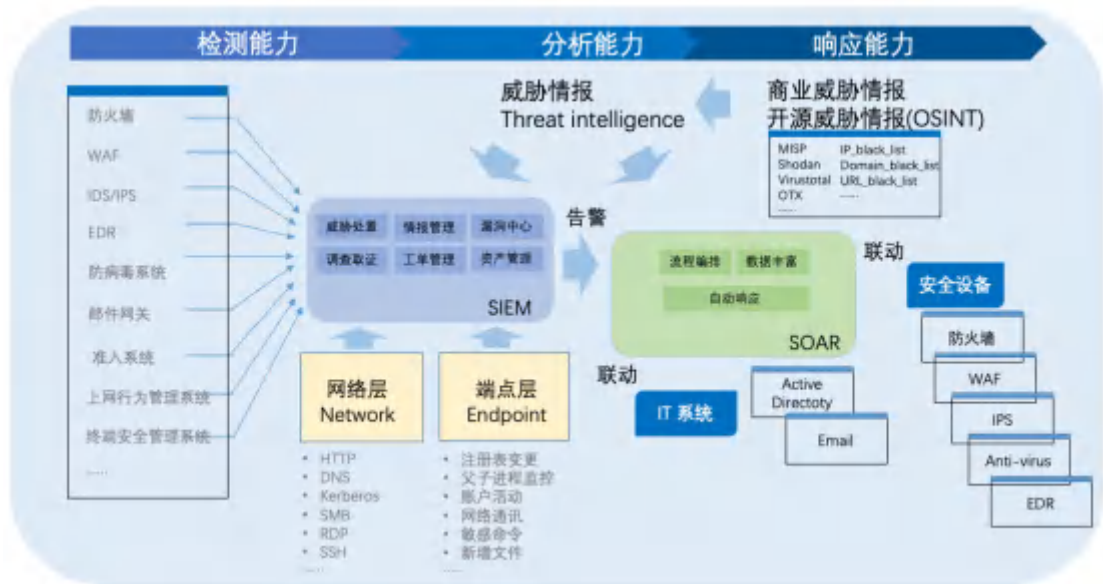 检测能力
分析能力
响应能力
防火墙
WAF
IDS/IPS
EDR
防病毒系统
邮件网关
准入系统
上网行为管理系统
终端安全管理系统
......
威胁情报
Threat intelligence
商业威胁情报
开源威胁情报(OSINT)
MISP IP_black_list
Shodan Domain_black_list
Virustotal URL_black_list
OTX ......
......
威胁处置 情报管理 漏洞中心
调查取证 工单管理 资产管理
SIEM
告警
流程编排 数据丰富
自动响应
SOAR
联动
安全设备
防火墙
WAF
IPS
Anti-virus
EDR
网络层
Network
• HTTP
• DNS
• Kerberos
• SMB
• RDP
• SSH
......
端点层
Endpoint
• 注册表变更
• 父子进程监控
• 账户活动
• 网络通讯
• 敏感命令
• 新增文件
......
联动
IT 系统
Active
Directoty
Email